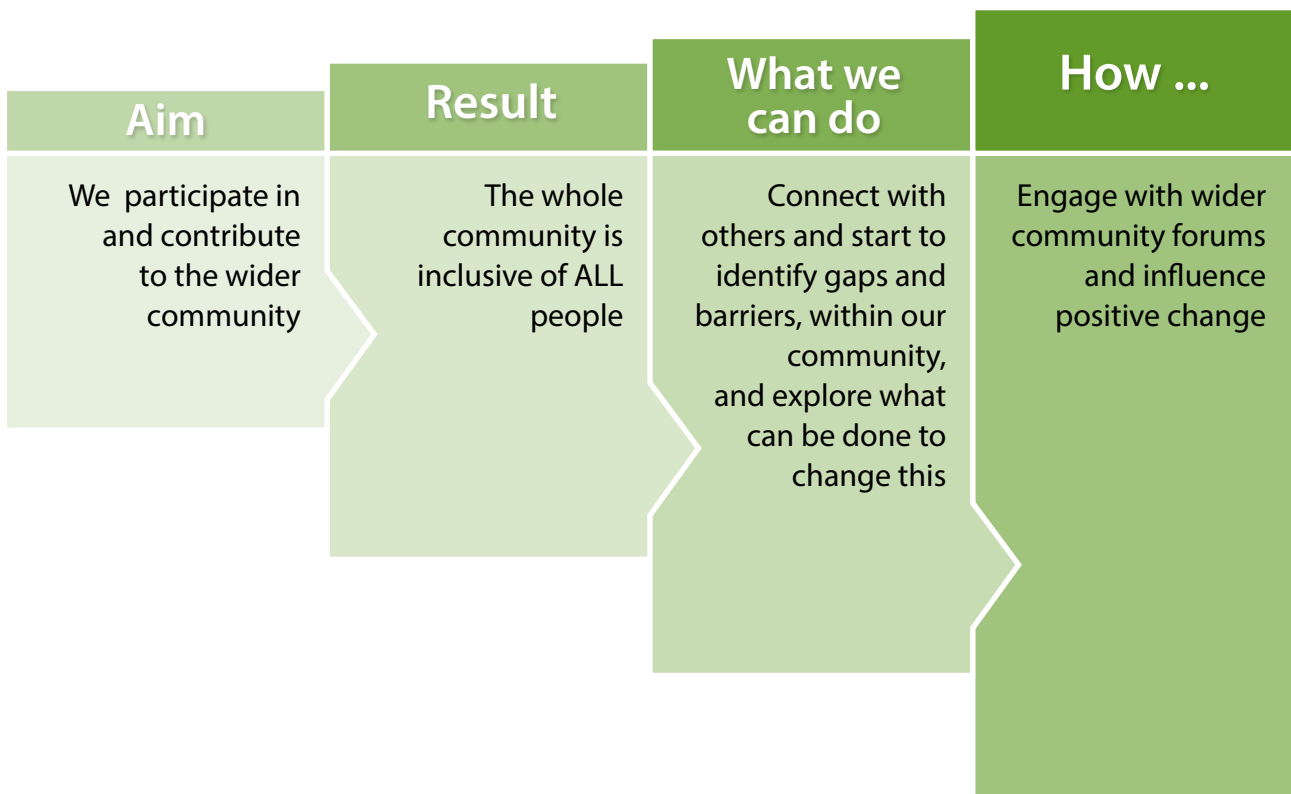 Aim
We participate in
and contribute
to the wider
community
Result
The whole
community is
inclusive of ALL
people
What we
can do
Connect with
others and start to
identify gaps and
barriers, within our
community,
and explore what
can be done to
change this
How ...
Engage with wider
community forums
and influence
positive change